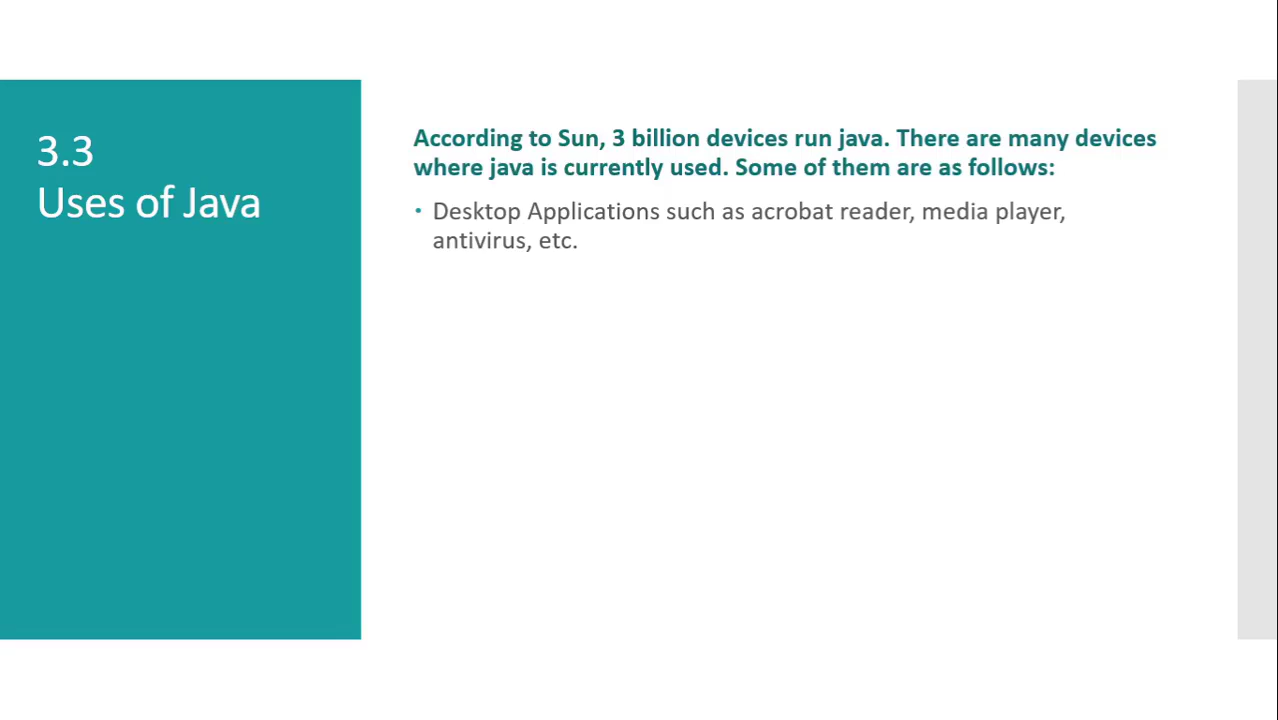 3.3
Uses of Java
According to Sun, 3 billion devices run java. There are many devices
where java is currently used. Some of them are as follows:
• Desktop Applications such as acrobat reader, media player,
antivirus, etc.